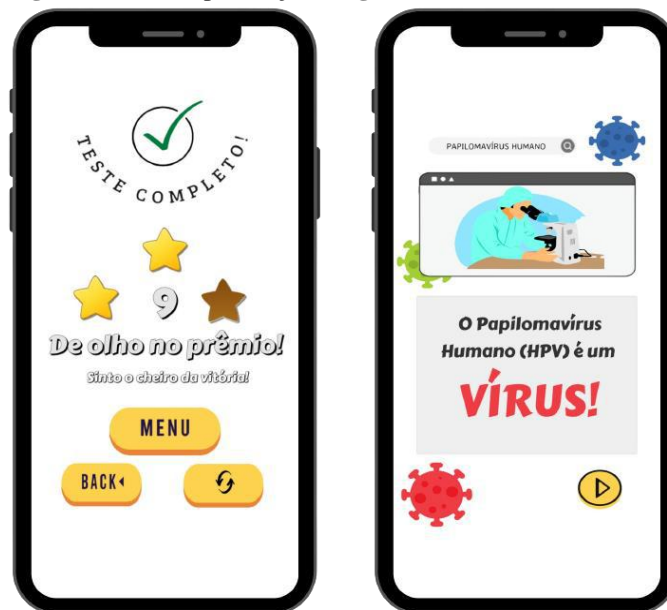 TESTE COMPLETO!
9
De olho no prêmio!
Sinto o cheiro da vitória!
MENU
BACK
PAPILOMAVÍRUS HUMANO
O Papilomavírus
Humano (HPV) é um
VÍRUS!